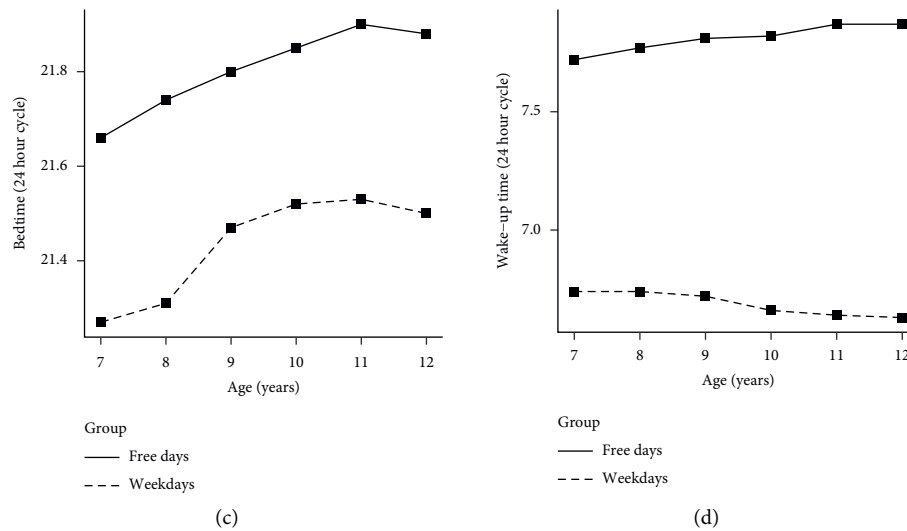 Bedtime (24 hour cycle)
21.8
21.6
21.4
7 8 9 10 11 12
Age (years)
Group
Free days
Weekdays
(c)
Wake−up time (24 hour cycle)
7.5
7.0
7 8 9 10 11 12
Age (years)
Group
Free days
Weekdays
(d)